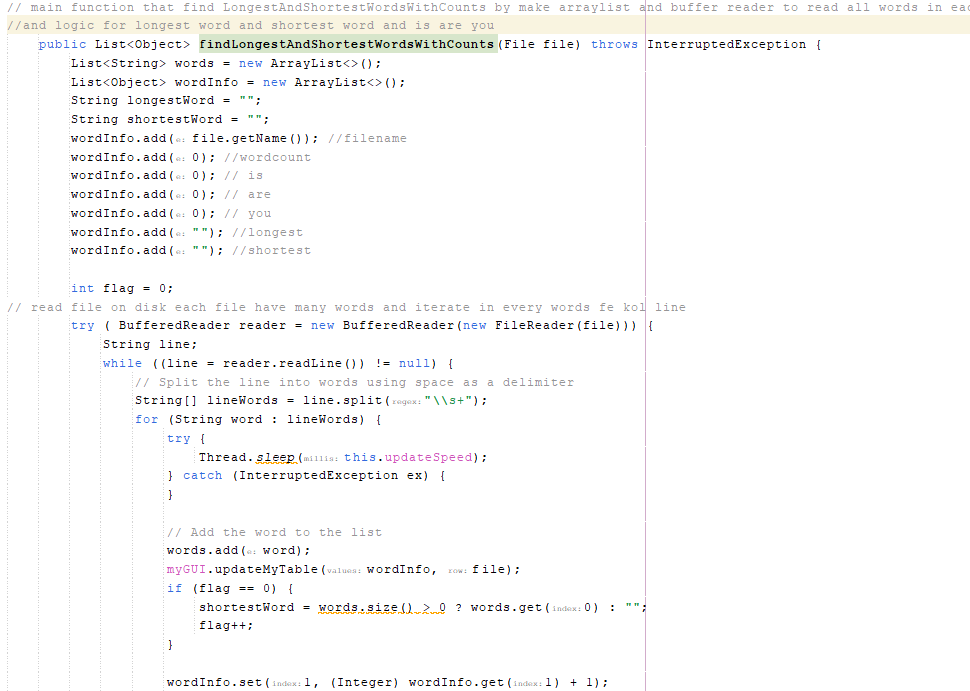 // main function that find LongestAndShortestWordsWithCounts by make arraylist and buffer reader to read all words in eac
//and logic for longest word and shortest word and is are you
public List<Object> findLongestAndShortestWordsWithCounts(File file) throws InterruptedException {
List<String> words = new ArrayList<>();
List<Object> wordInfo = new ArrayList<>();
String longestWord = "";
String shortestWord = "";
wordInfo.add(e: file.getName()); //filename
wordInfo.add(e: 0); //wordcount
wordInfo.add(e: 0); // is
wordInfo.add(e: 0); // are
wordInfo.add(e: 0); // you
wordInfo.add(e: ""); //longest
wordInfo.add(e: ""); //shortest
int flag = 0;
// read file on disk each file have many words and iterate in every words fe kol line
try ( BufferedReader reader = new BufferedReader(new FileReader(file))) {
String line;
while ((line = reader.readLine()) != null) {
// Split the line into words using space as a delimiter
String[] lineWords = line.split(regex: "\\s+");
for (String word : lineWords) {
try {
Thread.sleep(millis: this.updateSpeed);
} catch (InterruptedException ex) {
}
// Add the word to the list
words.add(e: word);
myGUI.updateMyTable(values: wordInfo, row: file);
if (flag == 0) {
shortestWord = words.size() > 0 ? words.get(index: 0) : "";
flag++;
}
wordInfo.set(index: 1, (Integer) wordInfo.get(index: 1) + 1);